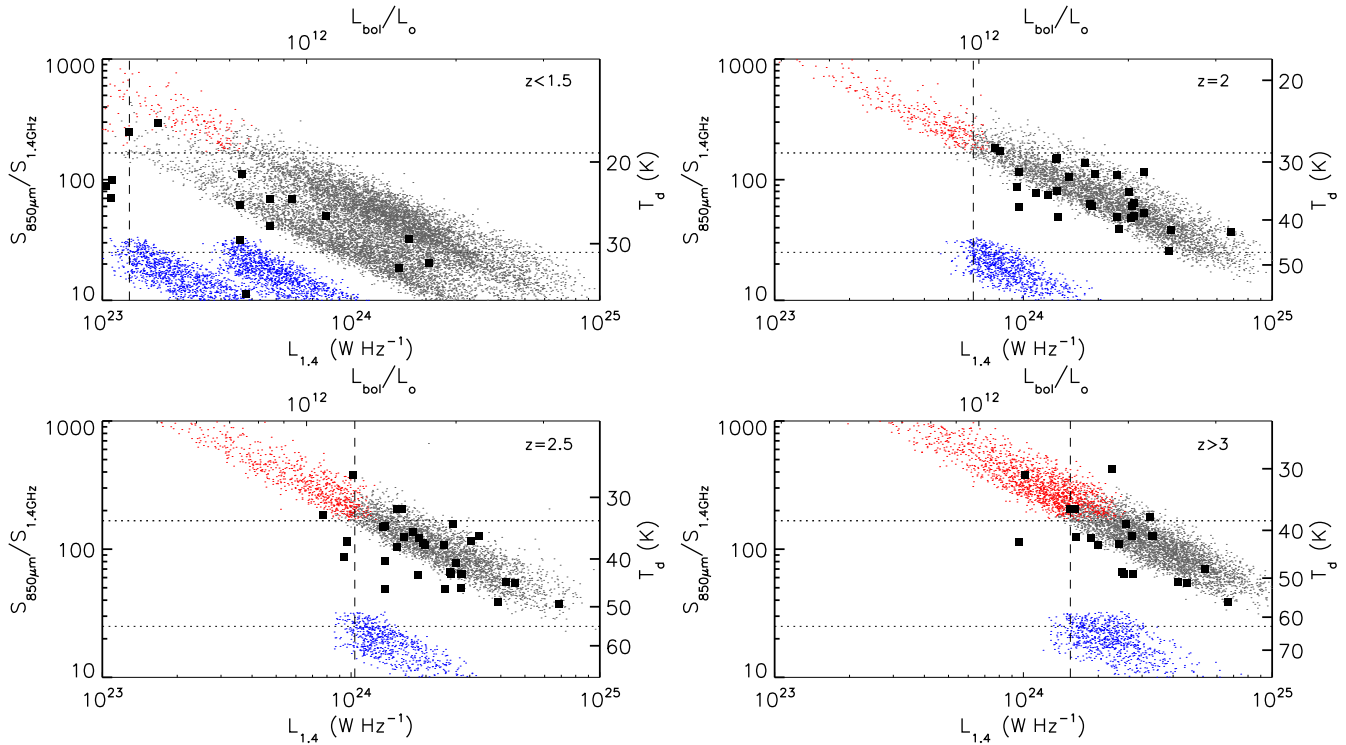 L_bol/L_o
10^12
1000
100
10
S_850μm/S_1.4GHz
z<1.5
20
30
T_d (K)
10^23
10^24
10^25
L_1.4 (W Hz^-1)
L_bol/L_o
10^12
1000
100
10
S_850μm/S_1.4GHz
z=2
20
30
40
50
T_d (K)
10^23
10^24
10^25
L_1.4 (W Hz^-1)
L_bol/L_o
10^12
1000
100
10
S_850μm/S_1.4GHz
z=2.5
30
40
50
60
T_d (K)
10^23
10^24
10^25
L_1.4 (W Hz^-1)
L_bol/L_o
10^12
1000
100
10
S_850μm/S_1.4GHz
z>3
30
40
50
60
70
T_d (K)
10^23
10^24
10^25
L_1.4 (W Hz^-1)